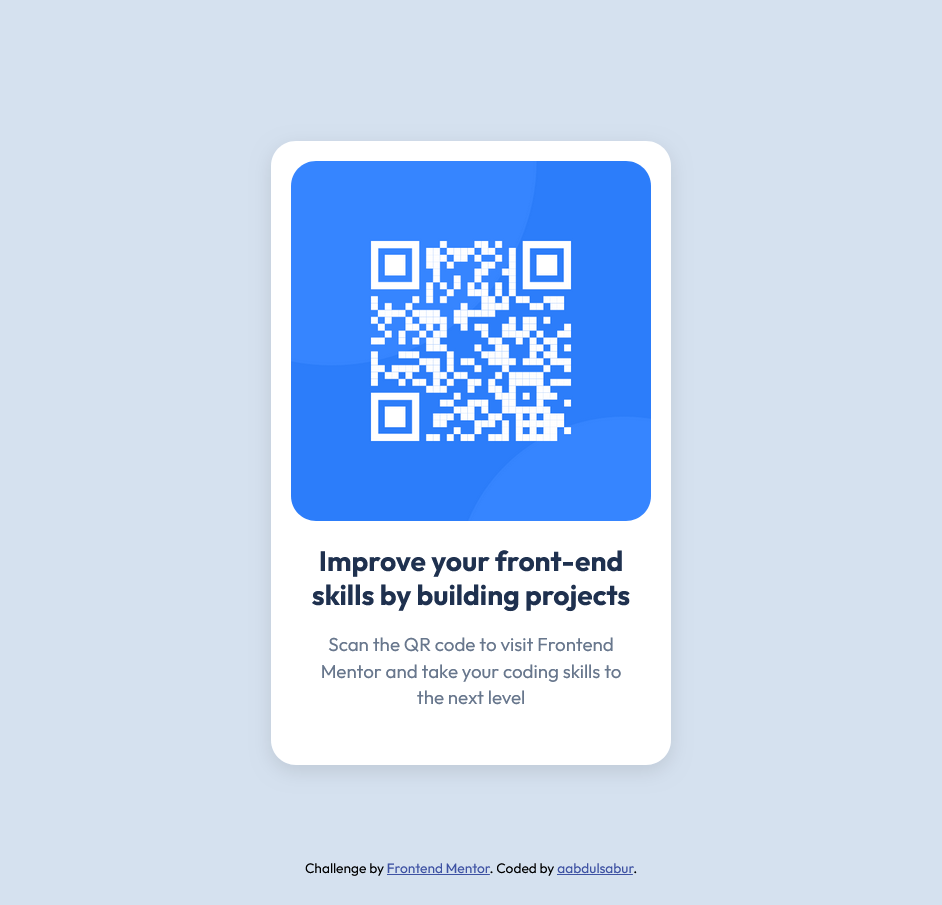 Improve your front-end
skills by building projects
Scan the QR code to visit Frontend
Mentor and take your coding skills to
the next level
Challenge by Frontend Mentor. Coded by aabdulsabur.